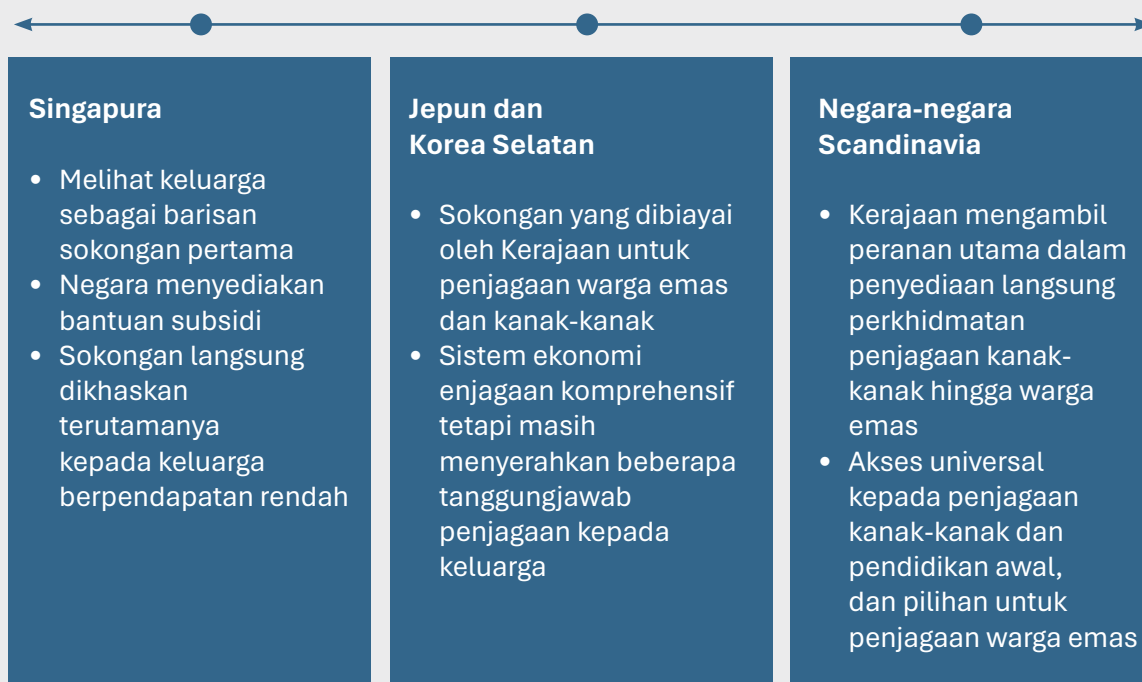 Singapura
• Melihat keluarga
sebagai barisan
sokongan pertama
• Negara menyediakan
bantuan subsidi
• Sokongan langsung
dikhaskan
terutamanya
kepada keluarga
berpendapatan rendah
Jepun dan
Korea Selatan
• Sokongan yang dibiayai
oleh Kerajaan untuk
penjagaan warga emas
dan kanak-kanak
• Sistem ekonomi
enjagaan komprehensif
tetapi masih
menyerahkan beberapa
tanggungjawab
penjagaan kepada
keluarga
Negara-negara
Scandinavia
• Kerajaan mengambil
peranan utama dalam
penyediaan langsung
perkhidmatan
penjagaan kanak-
kanak hingga warga
emas
• Akses universal
kepada penjagaan
kanak-kanak dan
pendidikan awal,
dan pilihan untuk
penjagaan warga emas